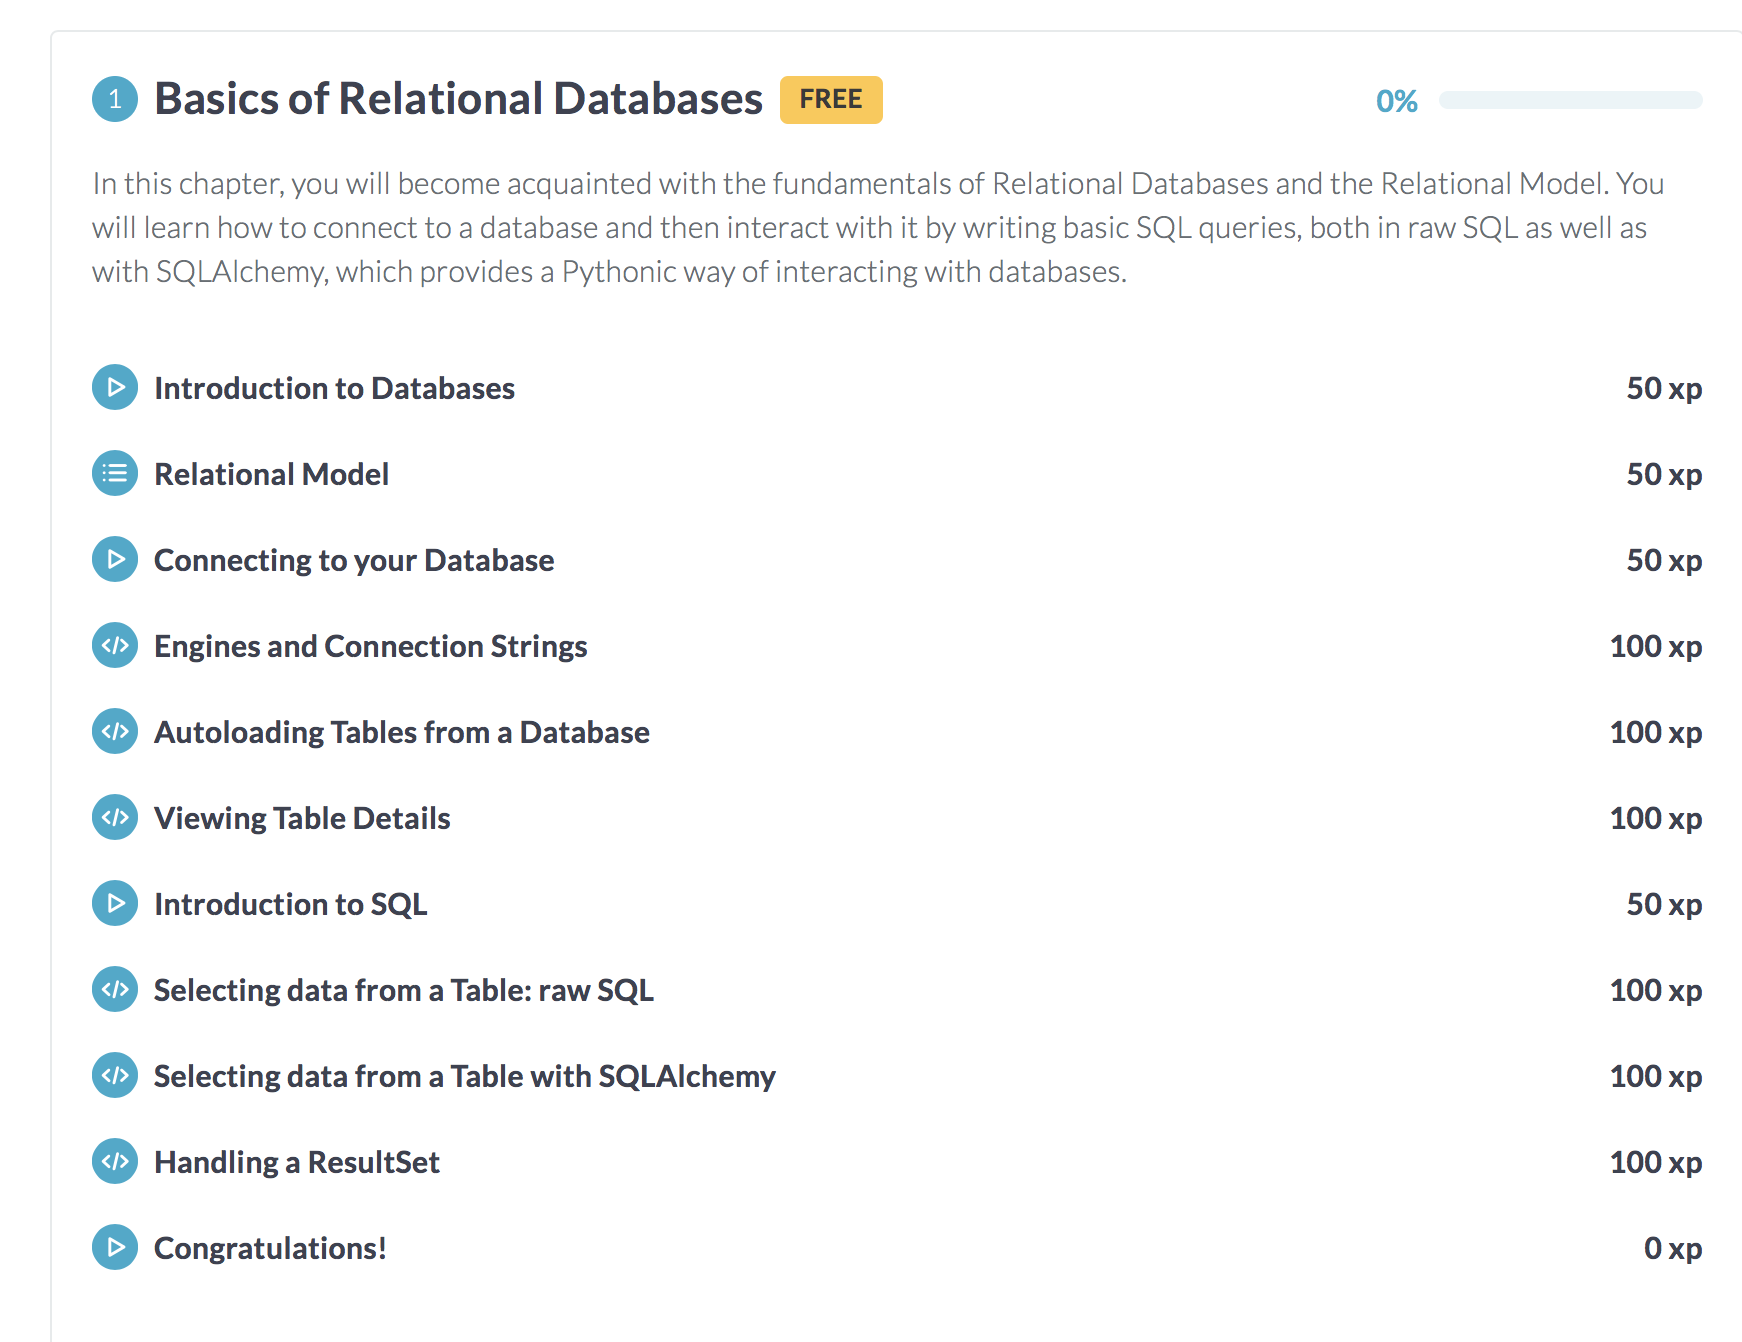 1 Basics of Relational Databases FREE 0%
In this chapter, you will become acquainted with the fundamentals of Relational Databases and the Relational Model. You
will learn how to connect to a database and then interact with it by writing basic SQL queries, both in raw SQL as well as
with SQLAlchemy, which provides a Pythonic way of interacting with databases.
Introduction to Databases 50 xp
Relational Model 50 xp
Connecting to your Database 50 xp
Engines and Connection Strings 100 xp
Autoloading Tables from a Database 100 xp
Viewing Table Details 100 xp
Introduction to SQL 50 xp
Selecting data from a Table: raw SQL 100 xp
Selecting data from a Table with SQLAlchemy 100 xp
Handling a ResultSet 100 xp
Congratulations! 0 xp